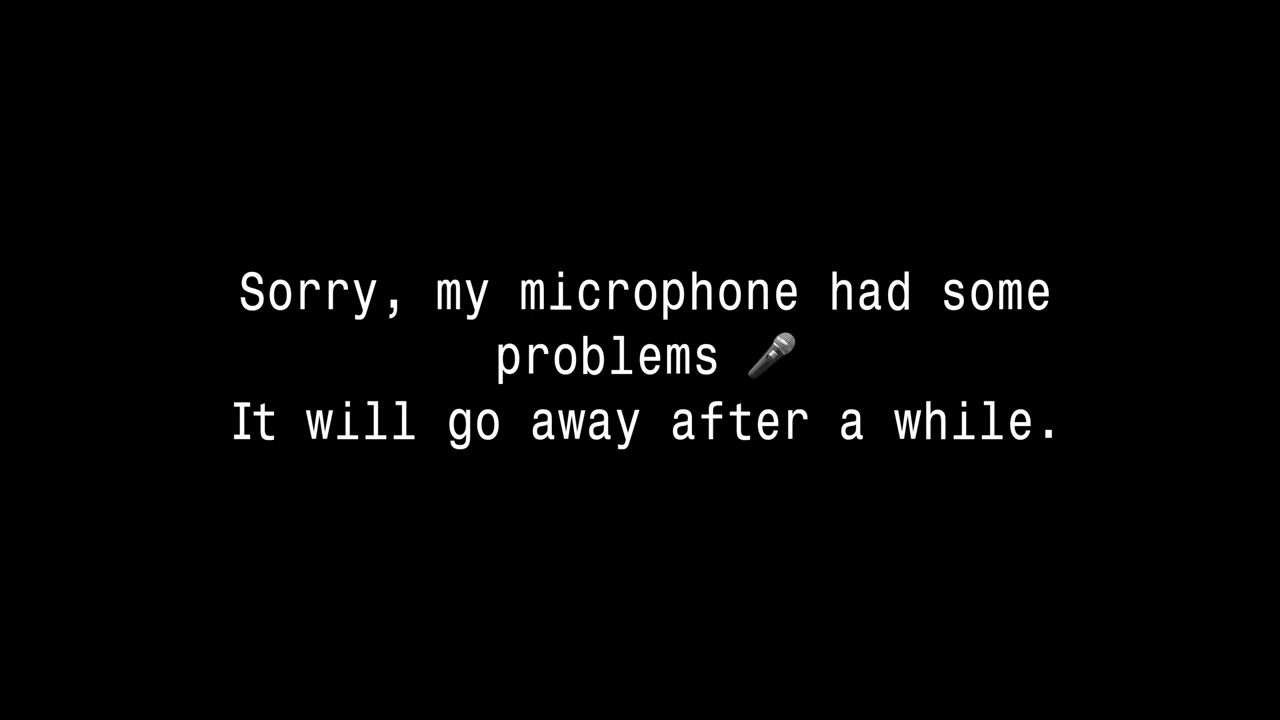 Sorry, my microphone had some
problems 🎤
It will go away after a while.